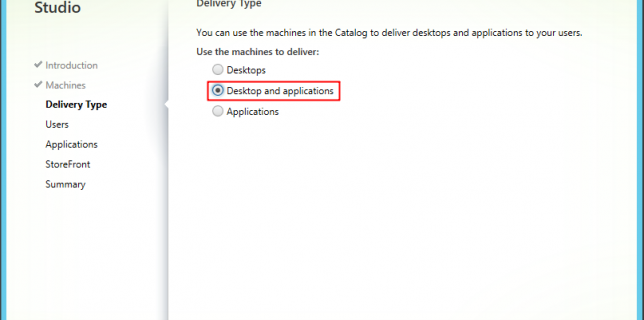 Studio
Delivery Type
You can use the machines in the Catalog to deliver desktops and applications to your users.
Use the machines to deliver:
Introduction
Desktops
Machines
Desktop and applications
Delivery Type
Applications
Users
Applications
StoreFront
Summary